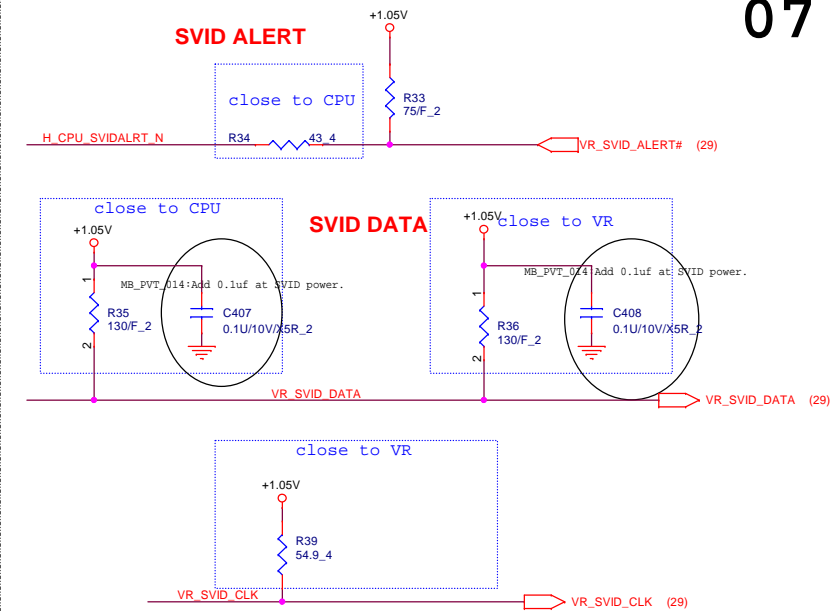 07
+1.05V
SVID ALERT
close to CPU
R33
75/F_2
H_CPU_SVIDALRT_N
R34
43_4
VR_SVID_ALERT# (29)
close to CPU
+1.05V
SVID DATA
+1.05V
close to VR
MB_PVT_014:Add 0.1uf at SVID power.
MB_PVT_014:Add 0.1uf at SVID power.
1
R35
130/F_2
2
C407
0.1U/10V/X5R_2
1
R36
130/F_2
2
C408
0.1U/10V/X5R_2
VR_SVID_DATA
VR_SVID_DATA (29)
close to VR
+1.05V
R39
54.9_4
VR_SVID_CLK
VR_SVID_CLK (29)